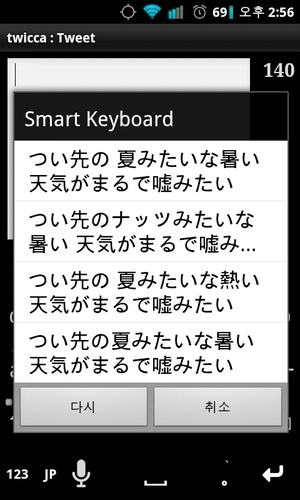 69 오후 2:56
twicca : Tweet
140
Smart Keyboard
つい先の 夏みたいな暑い
天気がまるで嘘みたい
つい先のナッツみたいな
暑い 天気がまるで嘘み...
つい先の 夏みたいな熱い
天気がまるで嘘みたい
つい先の夏みたいな暑い
天気がまるで嘘みたい
다시 취소
123 JP 、 。